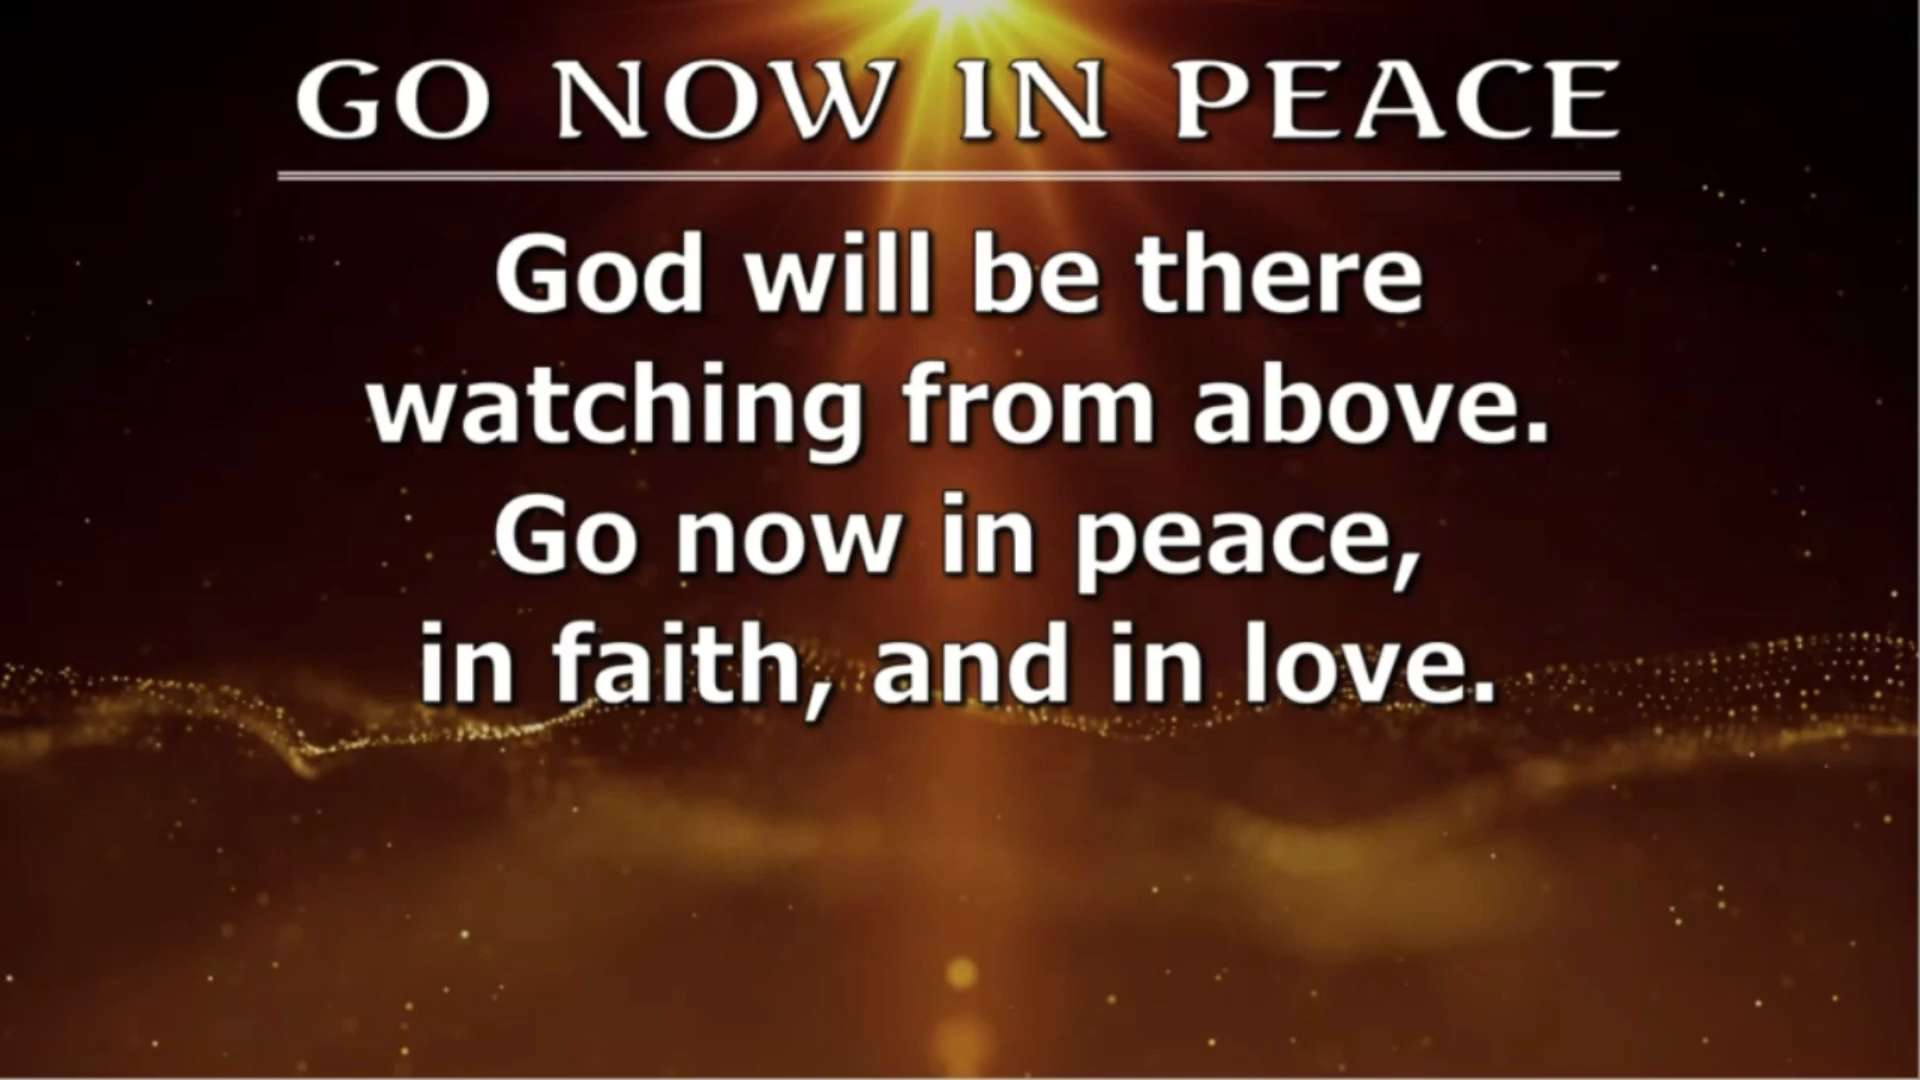 GO NOW IN PEACE
God will be there
watching from above.
Go now in peace,
in faith, and in love.